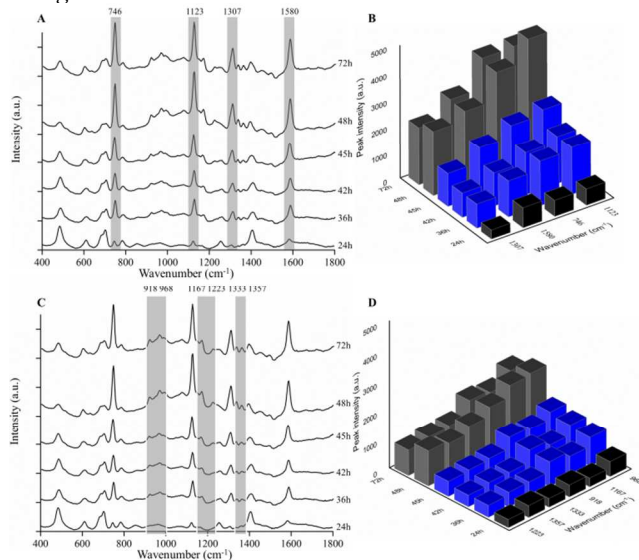 A
746 1123 1307 1580
Intensity (a.u.)
72h
48h
45h
42h
36h
24h
400 600 800 1000 1200 1400 1600 1800
Wavenumber (cm-1)
B
Peak intensity (a.u.)
5000
4000
3000
2000
1000
0
72h
48h
45h
42h
36h
24h
1307
1580
746
1123
Wavenumber (cm-1)
C
918 968 1167 1223 1333 1357
Intensity (a.u.)
72h
48h
45h
42h
36h
24h
400 600 800 1000 1200 1400 1600 1800
Wavenumber (cm-1)
D
Peak intensity (a.u.)
5000
4000
3000
2000
1000
0
72h
48h
45h
42h
36h
24h
1223
1357
1333
918
1167
Wavenumber (cm-1)